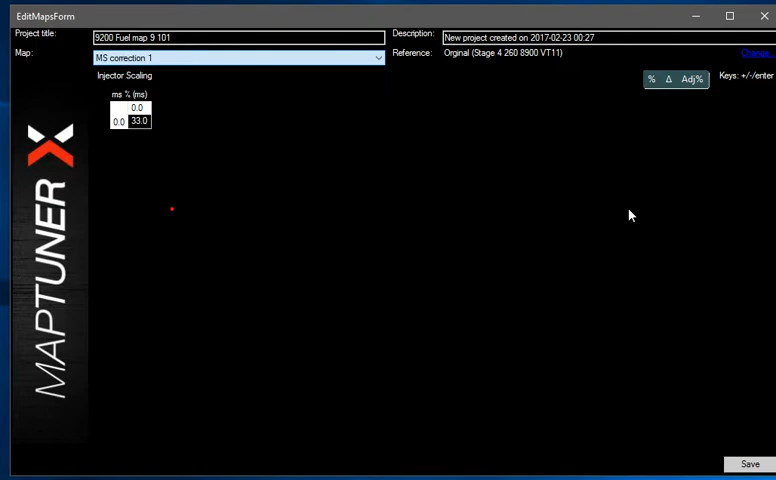 EditMapsForm
Project title:
9200 Fuel map 9 101
Description:
New project created on 2017-02-23 00:27
Map:
MS correction 1
Reference:
Orginal (Stage 4 260 8900 VT11)
Change
Injector Scaling
% Δ Adj%
Keys: +/-/enter
ms % (ms)
0.0
0.0 33.0
MAPTUNER X
Save